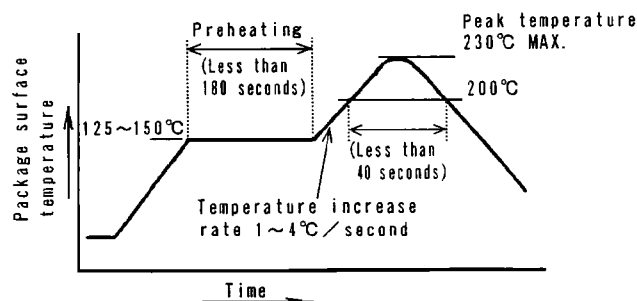 Preheating
(Less than
180 seconds)
Peak temperature
230℃ MAX.
200℃
125~150℃
(Less than
40 seconds)
Temperature increase
rate 1~4℃/second
Package surface
temperature
Time